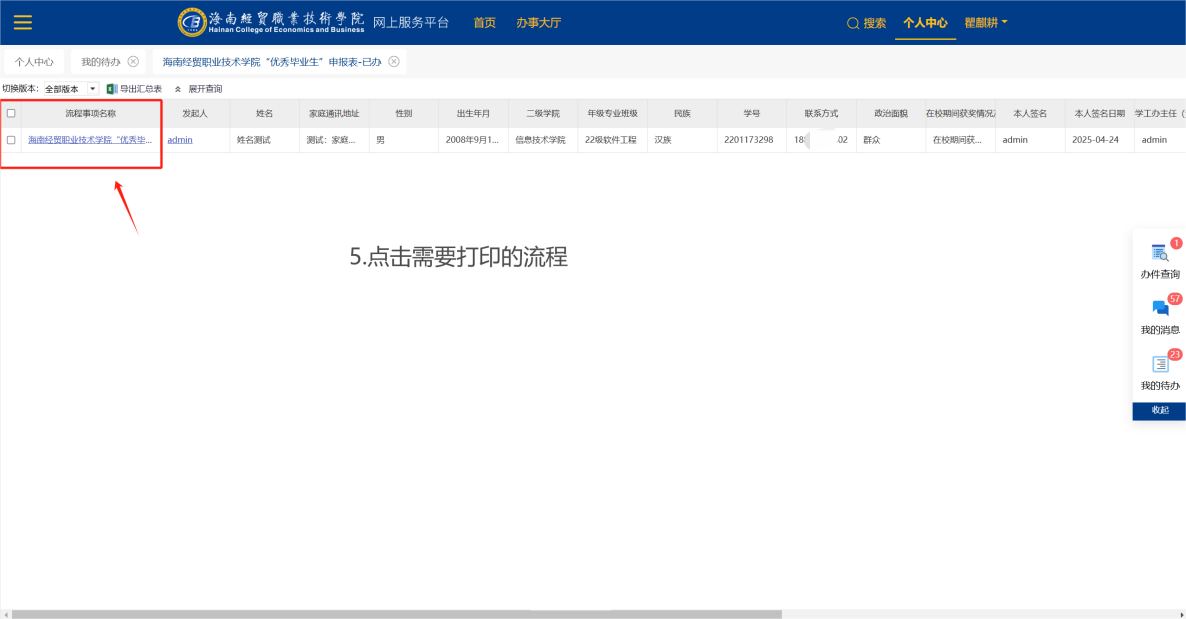 海南經貿職業技術學院 网上服务平台 首页 办事大厅 搜索 个人中心 翟麒耕
Hainan College of Economics and Business
个人中心 我的待办 海南经贸职业技术学院“优秀毕业生”申报表-已办
切换版本: 全部版本 导出汇总表 展开查询
流程事项名称 发起人 姓名 家庭通讯地址 性别 出生年月 二级学院 年级专业班级 民族 学号 联系方式 政治面貌 在校期间获奖情况 本人签名 本人签名日期 学工办主任
海南经贸职业技术学院“优秀毕... admin 姓名测试 测试：家庭... 男 2008年9月1... 信息技术学院 22级软件工程 汉族 2201173298 18 02 群众 在校期间获... admin 2025-04-24 admin
5.点击需要打印的流程
1
办件查询
57
我的消息
23
我的待办
收起